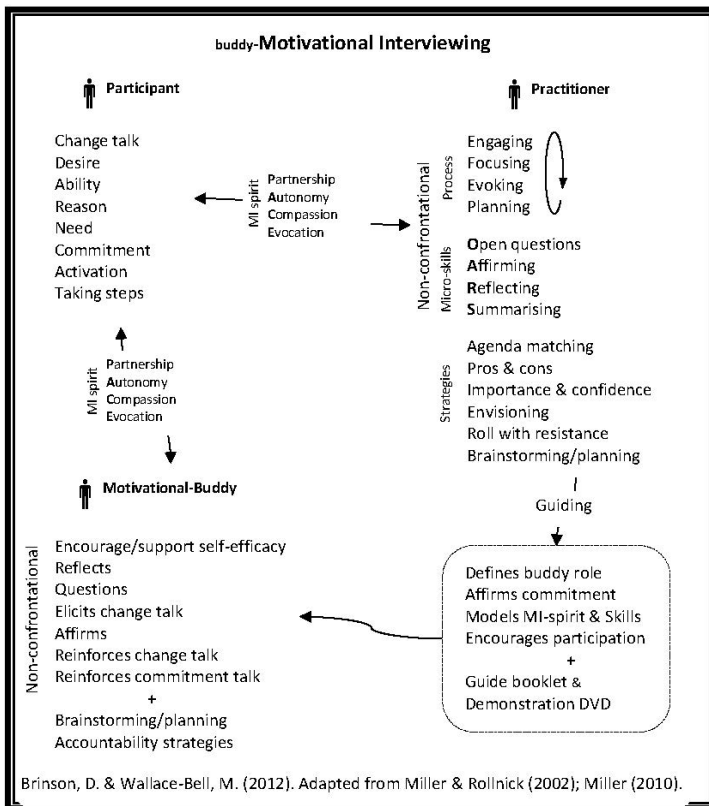 buddy-Motivational Interviewing
Participant
Change talk
Desire
Ability
Reason
Need
Commitment
Activation
Taking steps
MI spirit
Partnership
Autonomy
Compassion
Evocation
Practitioner
Non-confrontational
Process
Engaging
Focusing
Evoking
Planning
Micro-skills
Open questions
Affirming
Reflecting
Summarising
Strategies
Agenda matching
Pros & cons
Importance & confidence
Envisioning
Roll with resistance
Brainstorming/planning
Guiding
Defines buddy role
Affirms commitment
Models MI-spirit & Skills
Encourages participation
+
Guide booklet &
Demonstration DVD
MI spirit
Partnership
Autonomy
Compassion
Evocation
Motivational-Buddy
Non-confrontational
Encourage/support self-efficacy
Reflects
Questions
Elicits change talk
Affirms
Reinforces change talk
Reinforces commitment talk
+
Brainstorming/planning
Accountability strategies
Brinson, D. & Wallace-Bell, M. (2012). Adapted from Miller & Rollnick (2002); Miller (2010).